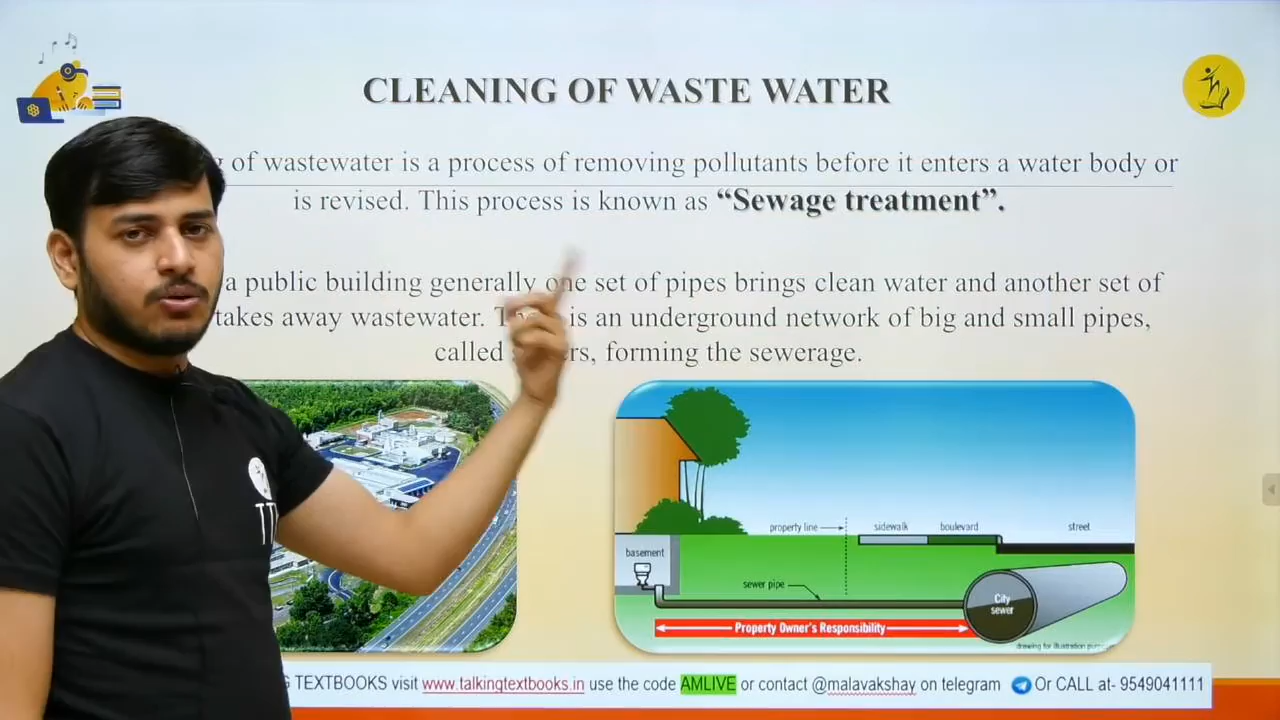 CLEANING OF WASTE WATER
of wastewater is a process of removing pollutants before it enters a water body or
is revised. This process is known as “Sewage treatment”.
a public building generally one set of pipes brings clean water and another set of
takes away wastewater. is an underground network of big and small pipes,
called forming the sewerage.
property line
sidewalk
boulevard
street
basement
sewer pipe
City
sewer
Property Owner's Responsibility
drawing for illustration
TEXTBOOKS visit www.talkingtextbooks.in use the code AMLIVE or contact @malavakshay on telegram Or CALL at- 9549041111